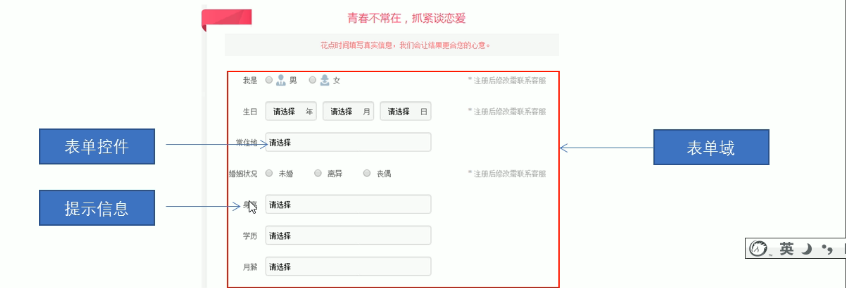 青春不常在，抓紧谈恋爱
花点时间填写真实信息，我们会让结果更合您的心意。
我是 男 女 *注册后修改需联系客服
生日 请选择 年 请选择 月 请选择 日 *注册后修改需联系客服
表单控件
常住地 请选择
表单域
婚姻状况 未婚 离异 丧偶 *注册后修改需联系客服
提示信息
请选择
学历 请选择
月薪 请选择
英